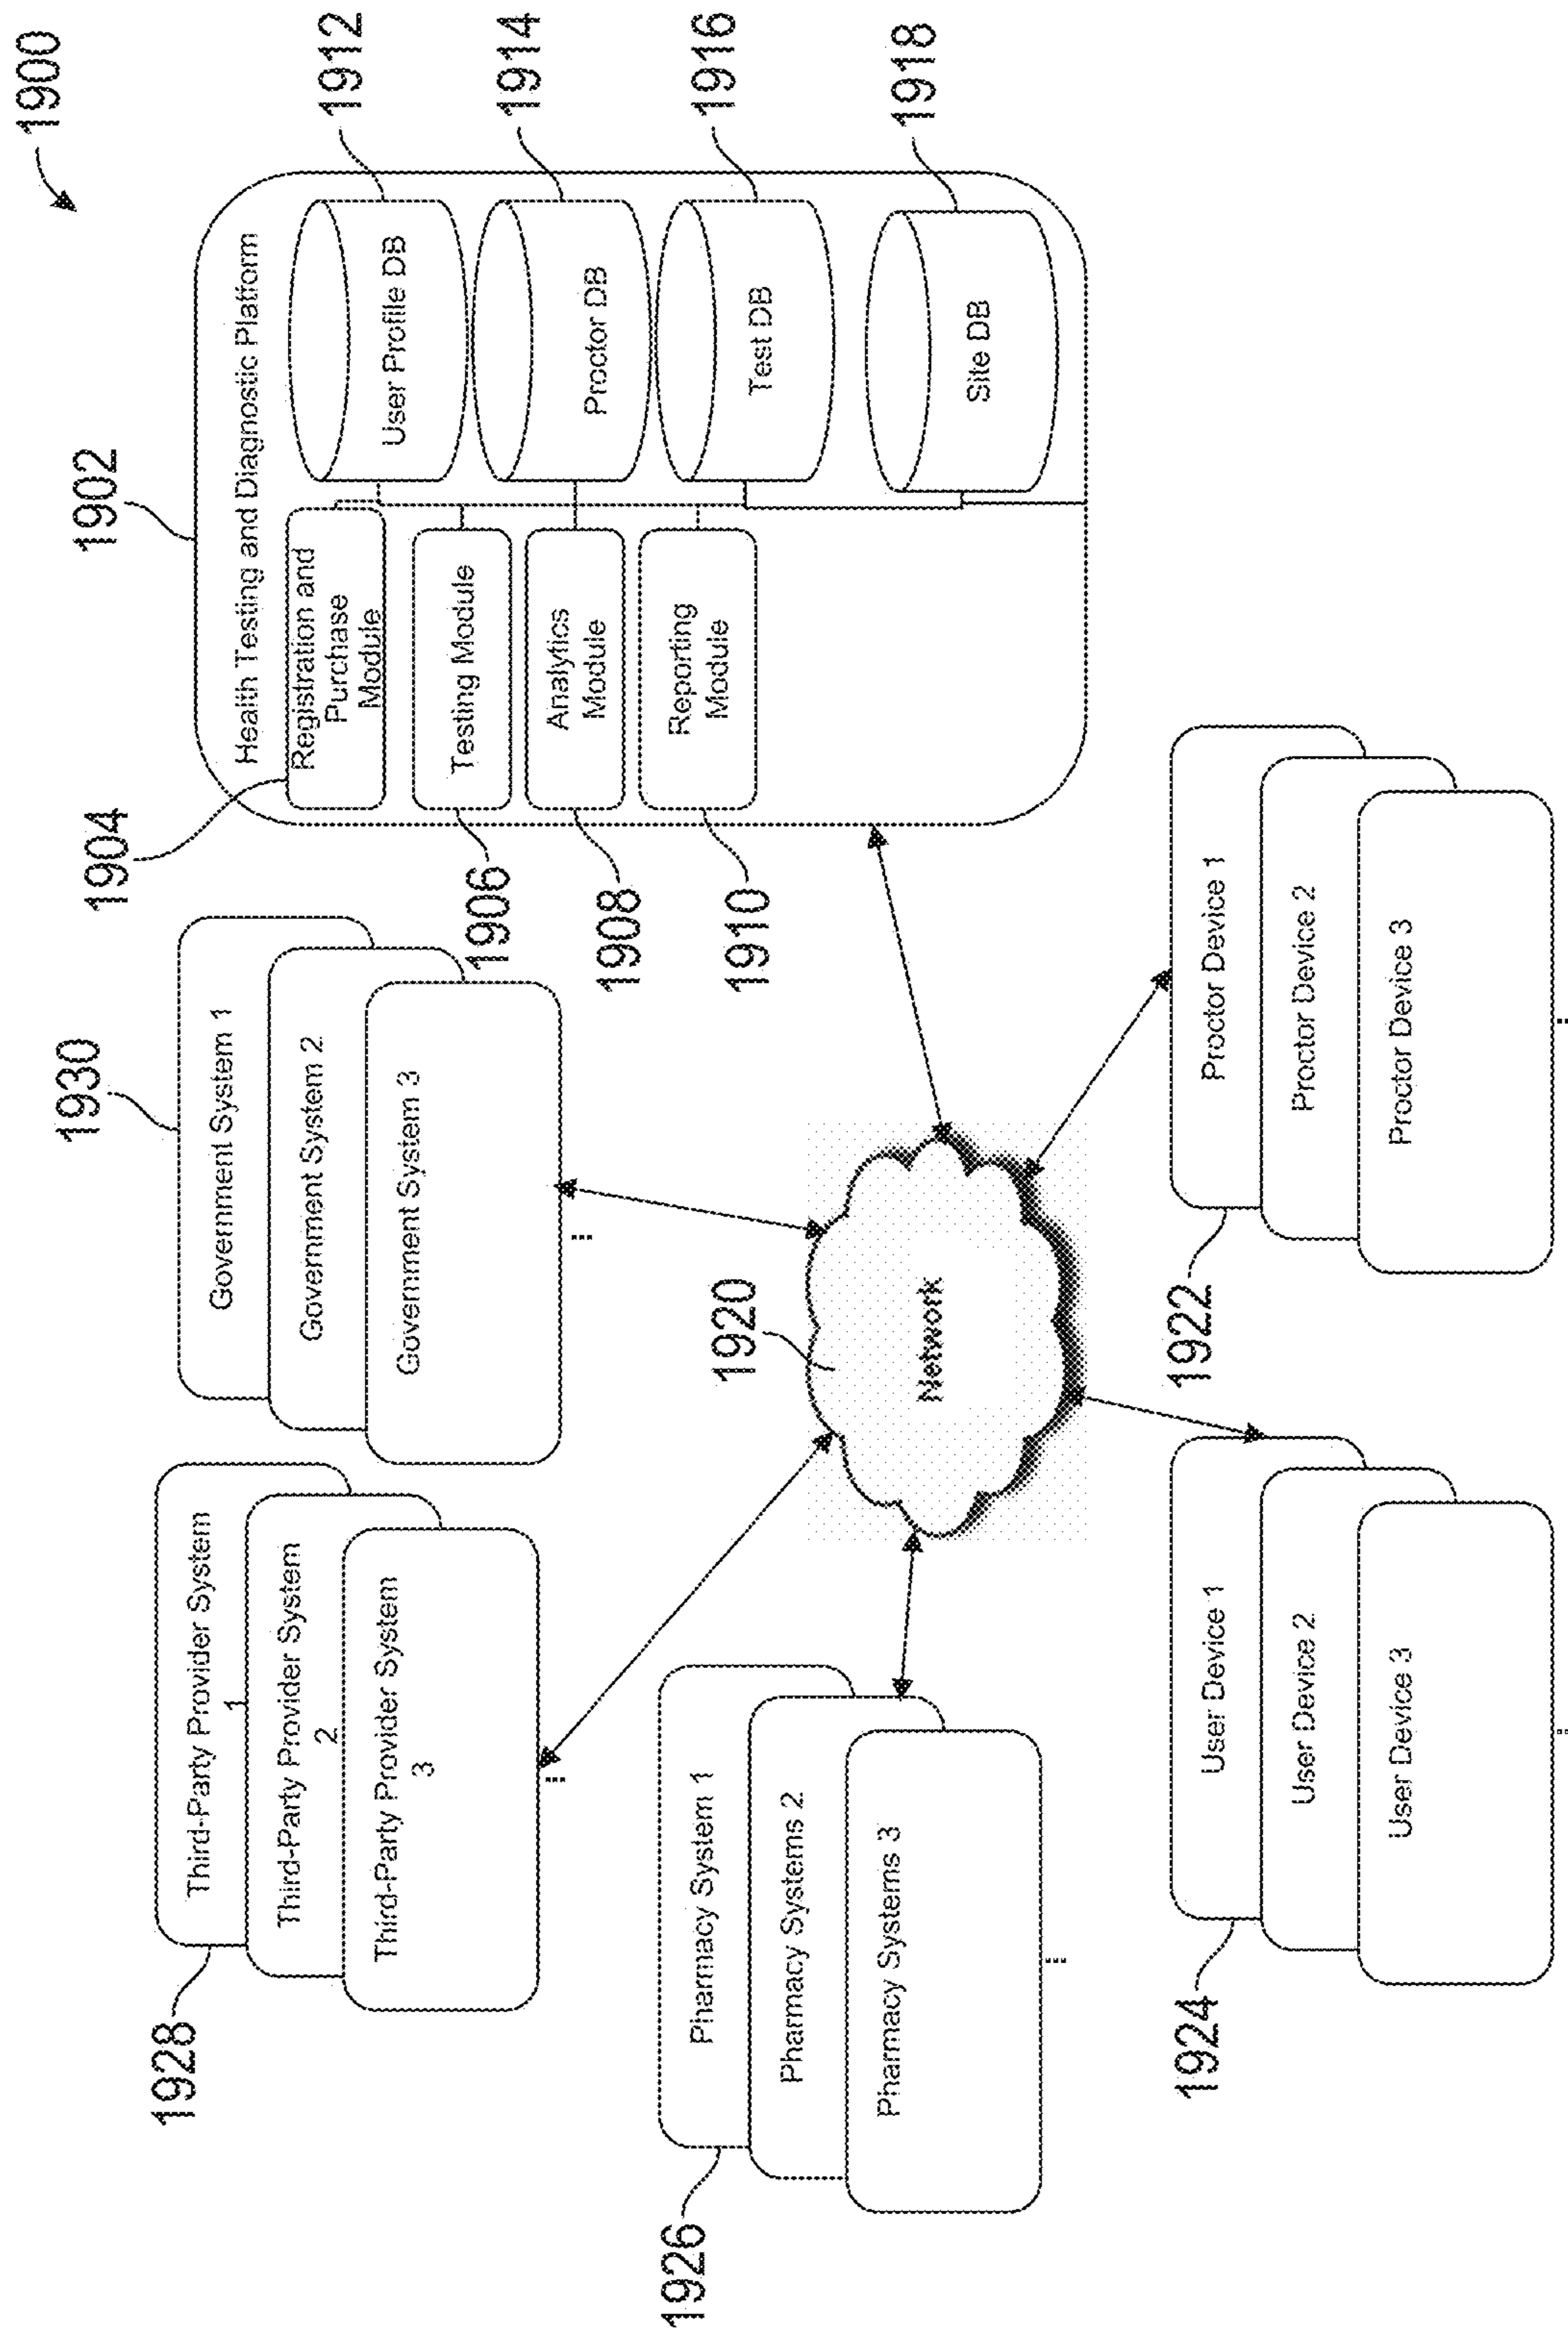 1900
1902
Health Testing and Diagnostic Platform
1904
Registration and
Purchase
Module
1906
Testing Module
1908
Analytics
Module
1910
Reporting
Module
User Profile DB
1912
Proctor DB
1914
Test DB
1916
Site DB
1918
1930
Government System 1
Government System 2
Government System 3
...
1928
Third-Party Provider System
1
Third-Party Provider System
2
Third-Party Provider System
3
...
1920
Network
1926
Pharmacy System 1
Pharmacy Systems 2
Pharmacy Systems 3
...
1924
User Device 1
User Device 2
User Device 3
...
1922
Proctor Device 1
Proctor Device 2
Proctor Device 3
...